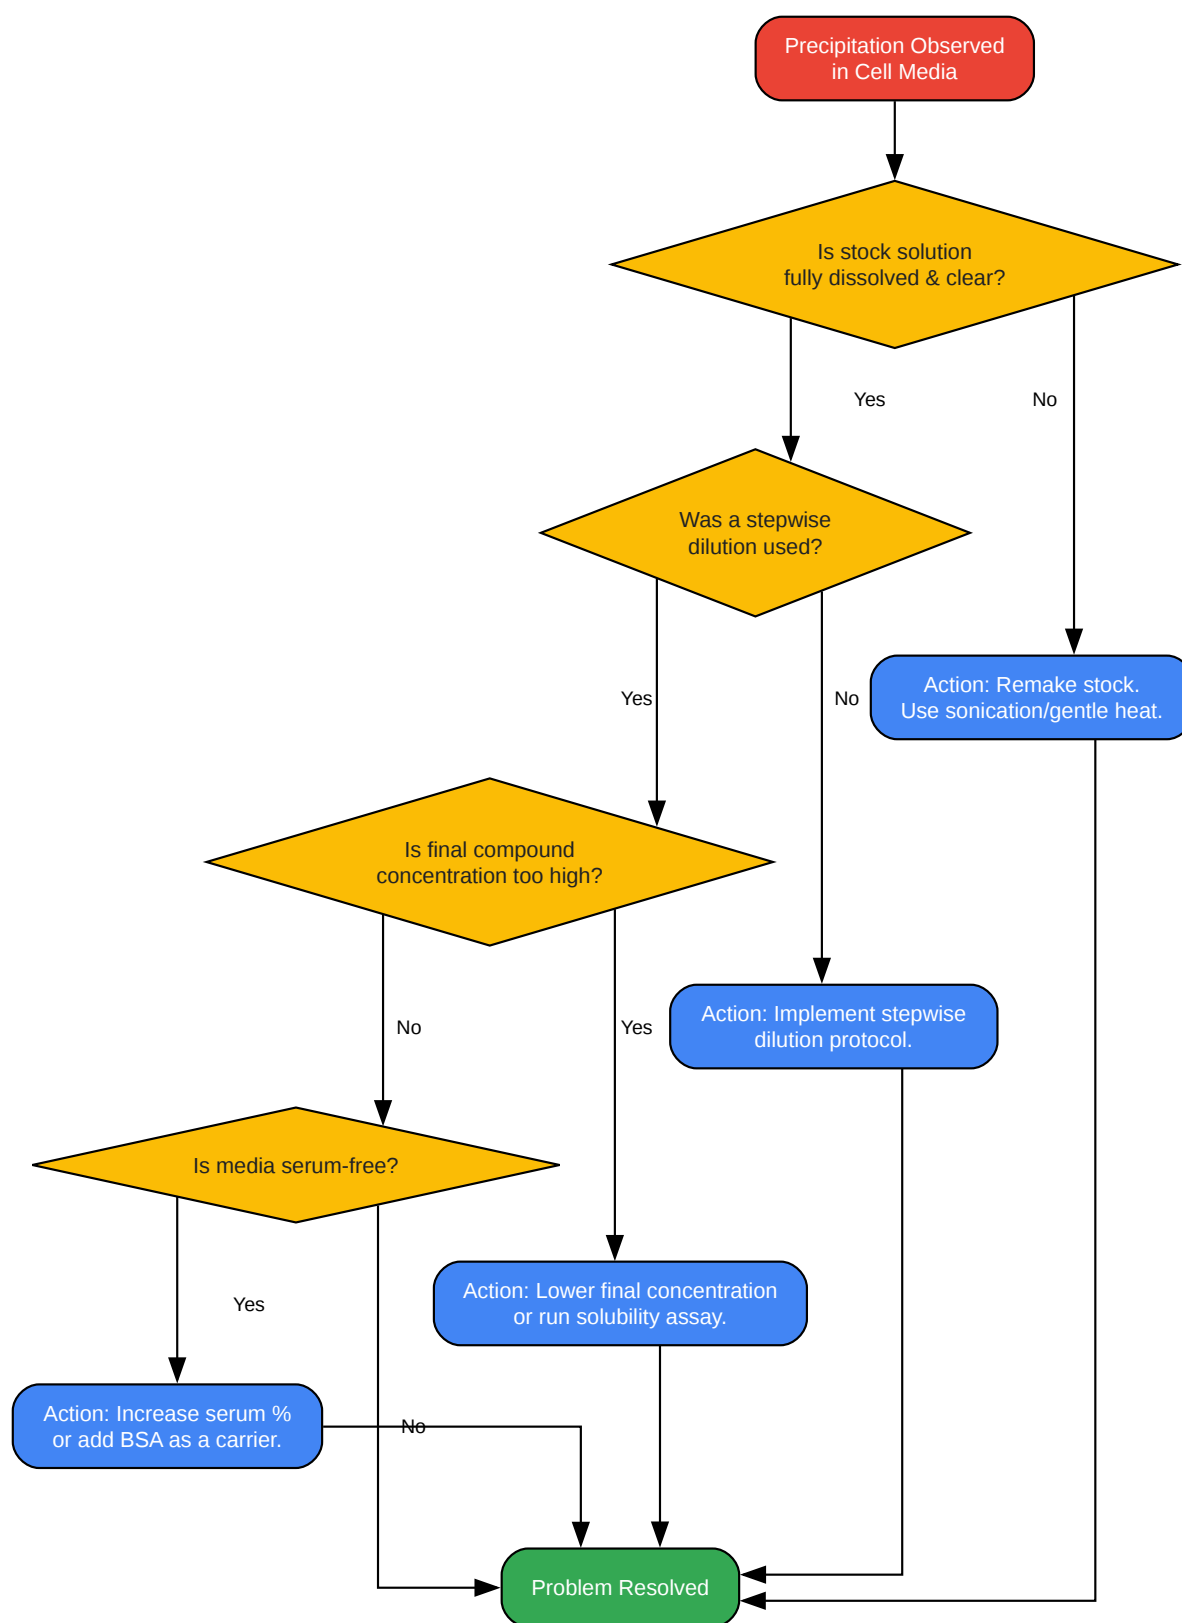 Precipitation Observed
in Cell Media
Is stock solution
fully dissolved & clear?
Yes
No
Was a stepwise
dilution used?
Yes
No
Action: Remake stock.
Use sonication/gentle heat.
Is final compound
concentration too high?
No
Yes
Action: Implement stepwise
dilution protocol.
Is media serum-free?
Yes
No
Action: Lower final concentration
or run solubility assay.
Action: Increase serum %
or add BSA as a carrier.
Problem Resolved